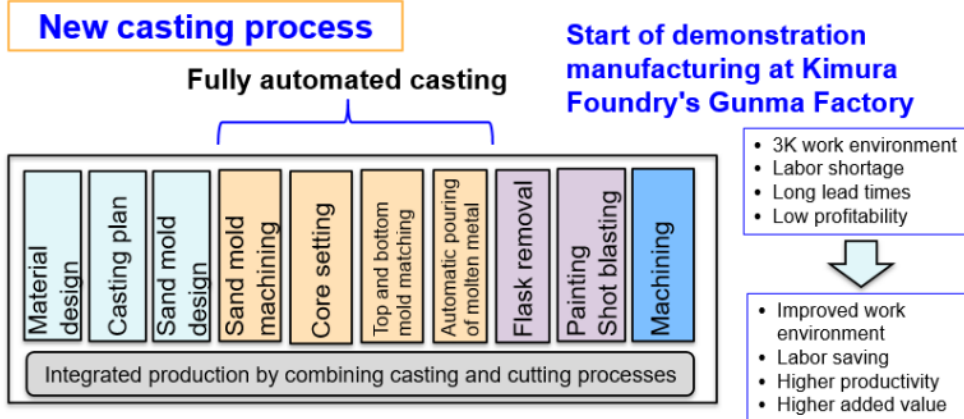 New casting process
Start of demonstration
manufacturing at Kimura
Foundry's Gunma Factory
Fully automated casting
Material
design
Casting plan
Sand mold
design
Sand mold
machining
Core setting
Top and bottom
mold matching
Automatic pouring
of molten metal
Flask removal
Painting
Shot blasting
Machining
Integrated production by combining casting and cutting processes
• 3K work environment
• Labor shortage
• Long lead times
• Low profitability
• Improved work
environment
• Labor saving
• Higher productivity
• Higher added value